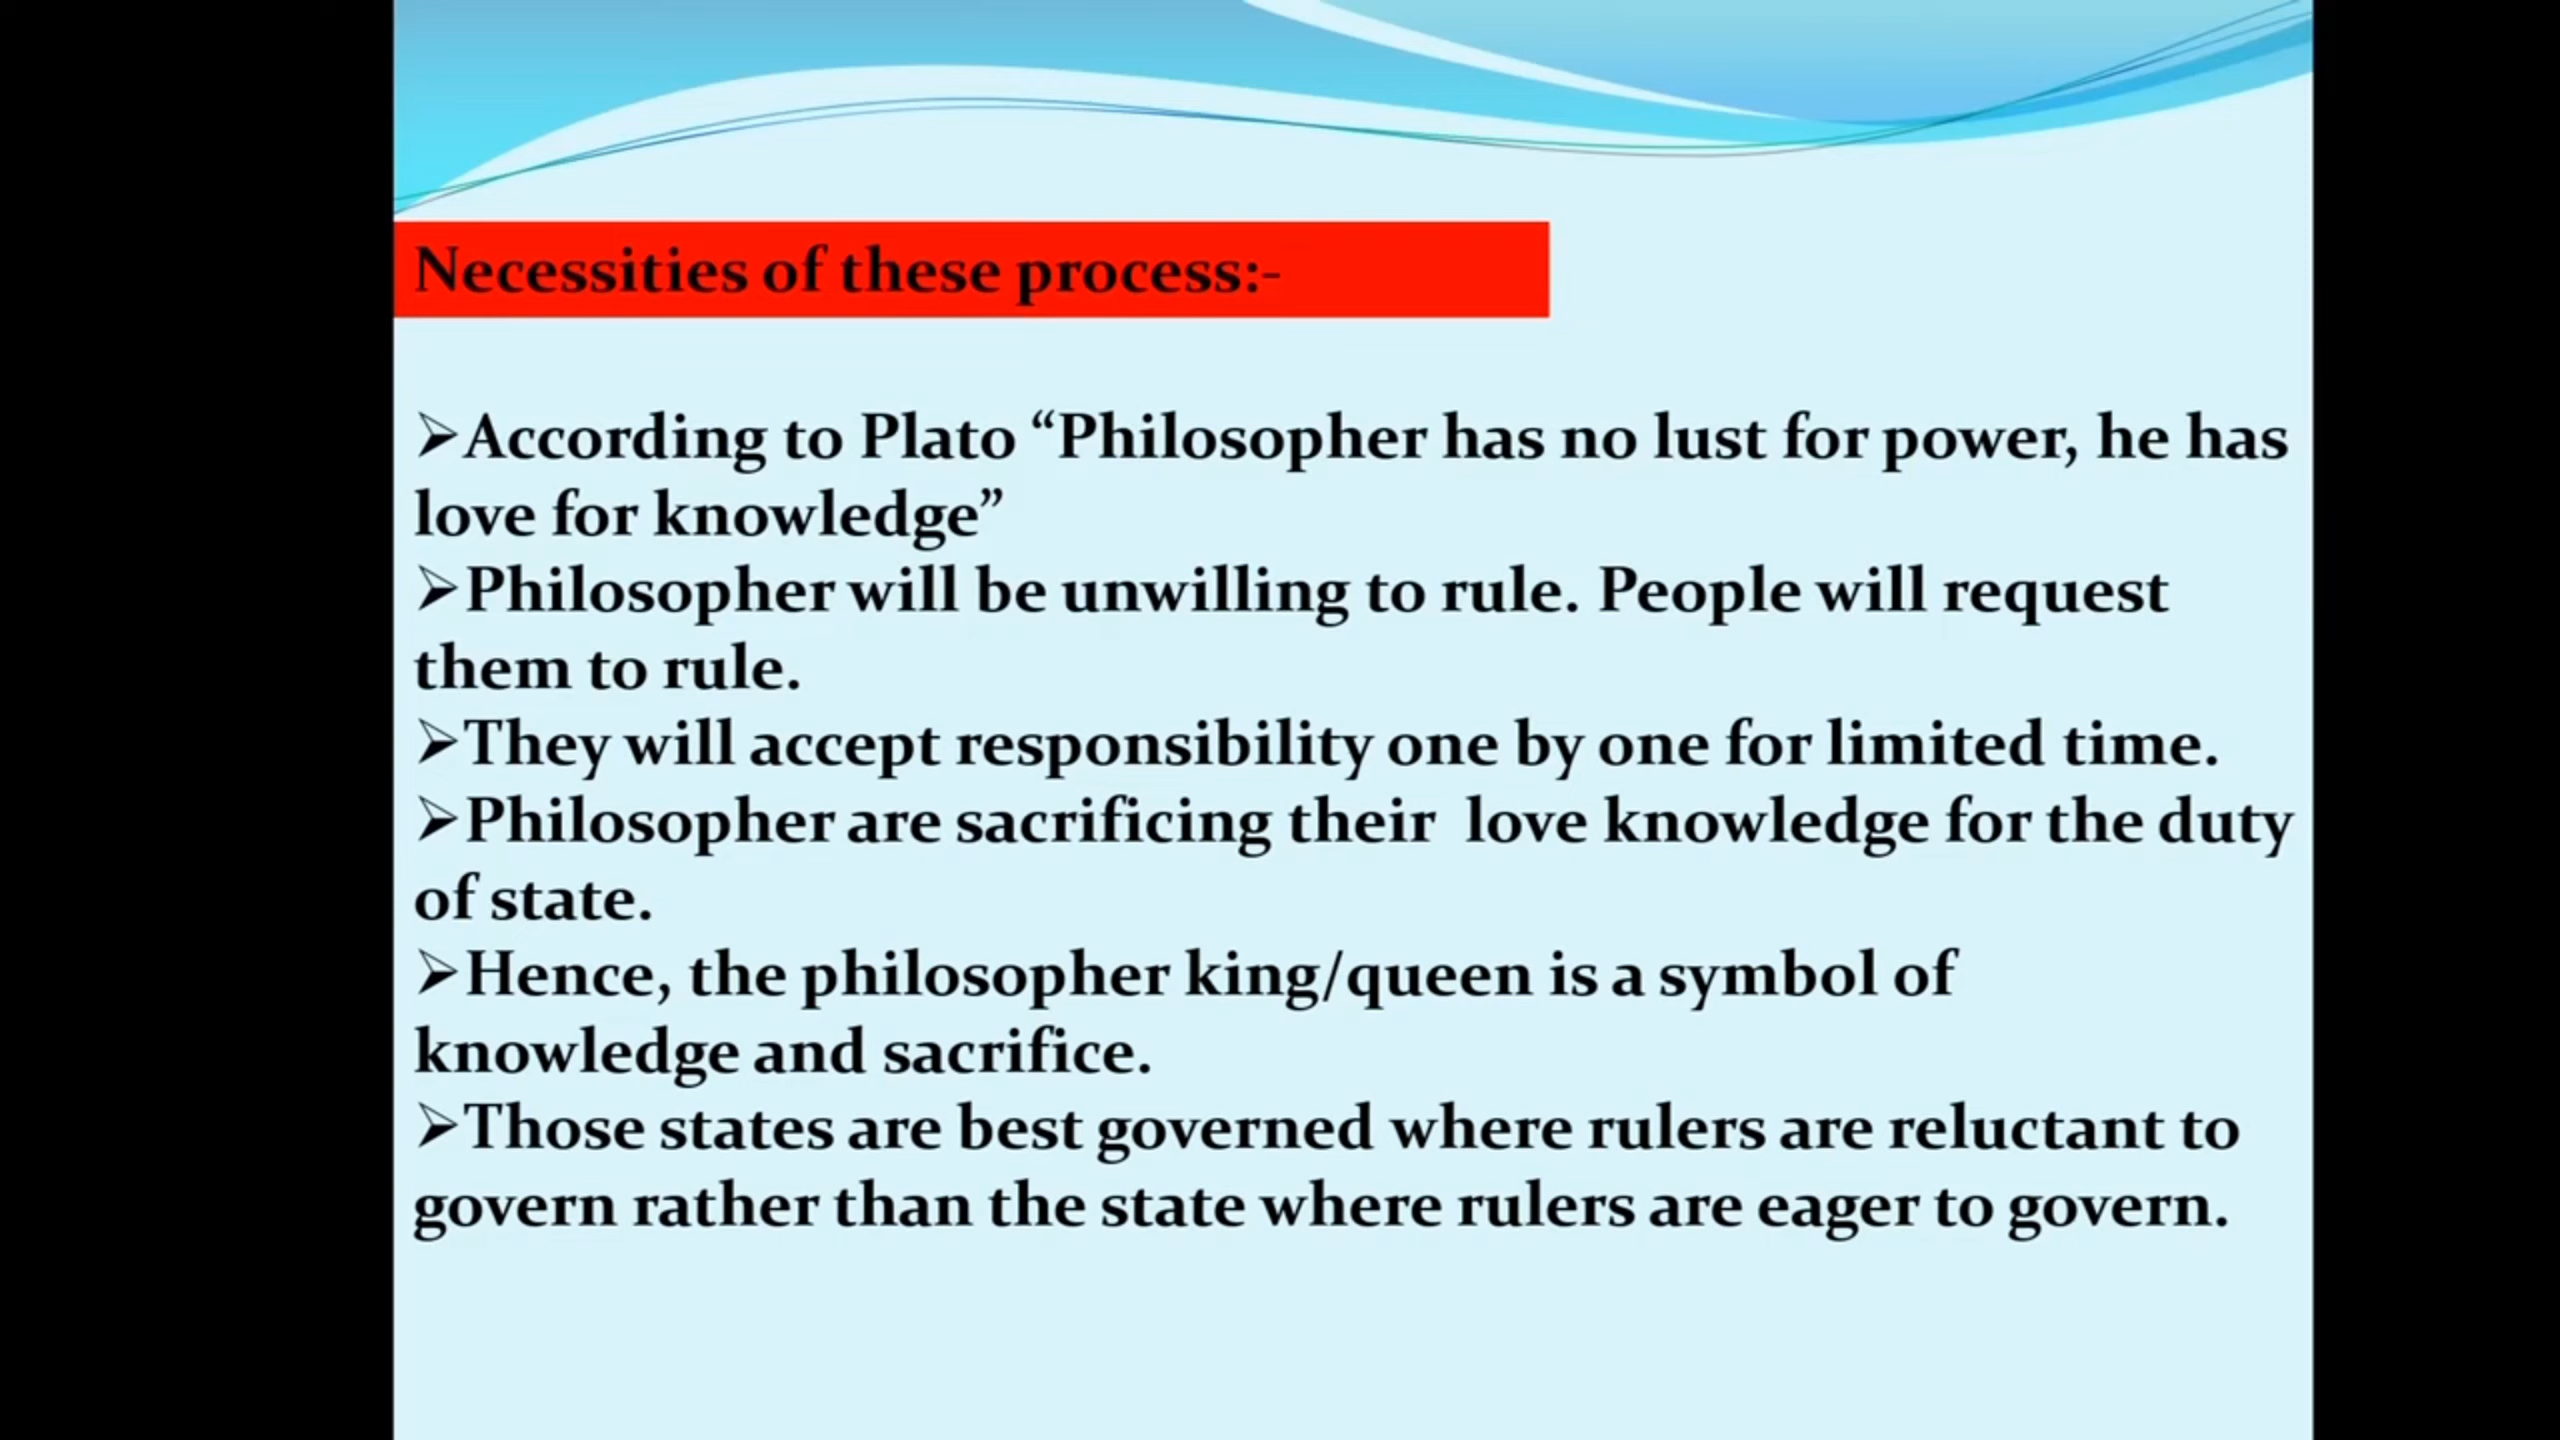 Necessities of these process:-
➢According to Plato “Philosopher has no lust for power, he has
love for knowledge”
➢Philosopher will be unwilling to rule. People will request
them to rule.
➢They will accept responsibility one by one for limited time.
➢Philosopher are sacrificing their  love knowledge for the duty
of state.
➢Hence, the philosopher king/queen is a symbol of
knowledge and sacrifice.
➢Those states are best governed where rulers are reluctant to
govern rather than the state where rulers are eager to govern.